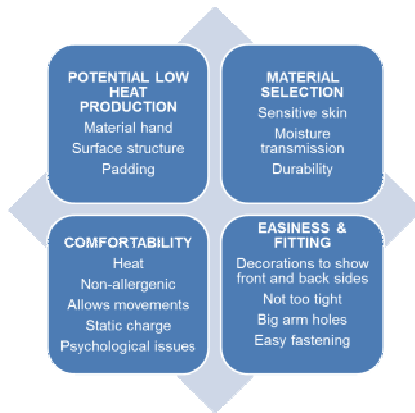 POTENTIAL LOW
HEAT
PRODUCTION
Material hand
Surface structure
Padding
MATERIAL
SELECTION
Sensitive skin
Moisture
transmission
Durability
COMFORTABILITY
Heat
Non-allergenic
Allows movements
Static charge
Psychological issues
EASINESS &
FITTING
Decorations to show
front and back sides
Not too tight
Big arm holes
Easy fastening